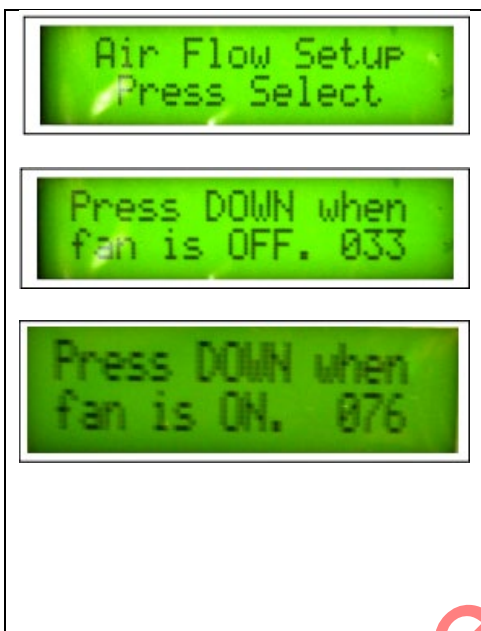 Air Flow Setup
Press Select
Press DOWN when
fan is OFF. 033
Press DOWN when
fan is ON. 076